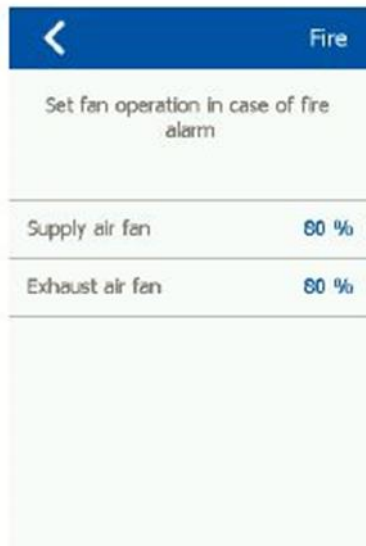 Fire
Set fan operation in case of fire
alarm
Supply air fan 80 %
Exhaust air fan 80 %